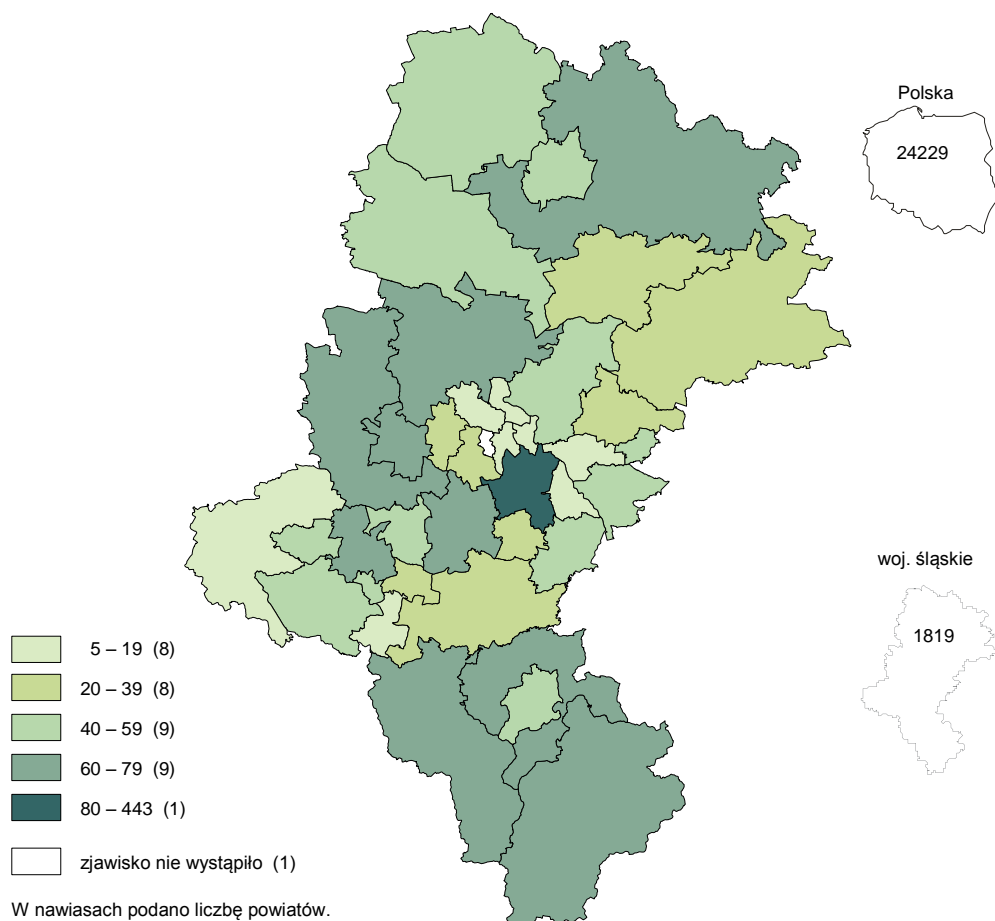 Polska
24229
woj. śląskie
1819
5 – 19 (8)
20 – 39 (8)
40 – 59 (9)
60 – 79 (9)
80 – 443 (1)
zjawisko nie wystąpiło (1)
W nawiasach podano liczbę powiatów.